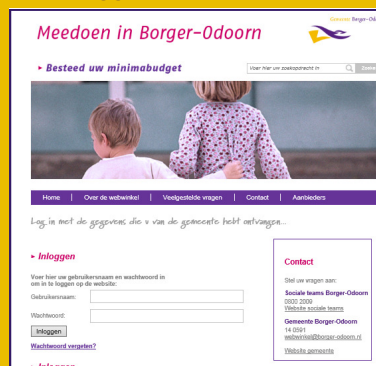 Gemeente Borger-Od
Meedoen in Borger-Odoorn
Besteed uw minimabudget
Voer hier uw zoekopdracht in
Home | Over de webwinkel | Veelgestelde vragen | Contact | Aanbieders
Log in met de gegevens die u van de gemeente hebt ontvangen...
Inloggen
Voer hier uw gebruikersnaam en wachtwoord in
om in te loggen op de website:
Gebruikersnaam:
Wachtwoord:
Inloggen
Wachtwoord vergeten?
Contact
Stel uw vragen aan:
Sociale teams Borger-Odoorn
0800 2009
Website sociale teams
Gemeente Borger-Odoorn
14 0591
webwinkel@borger-odoorn.nl
Website gemeente